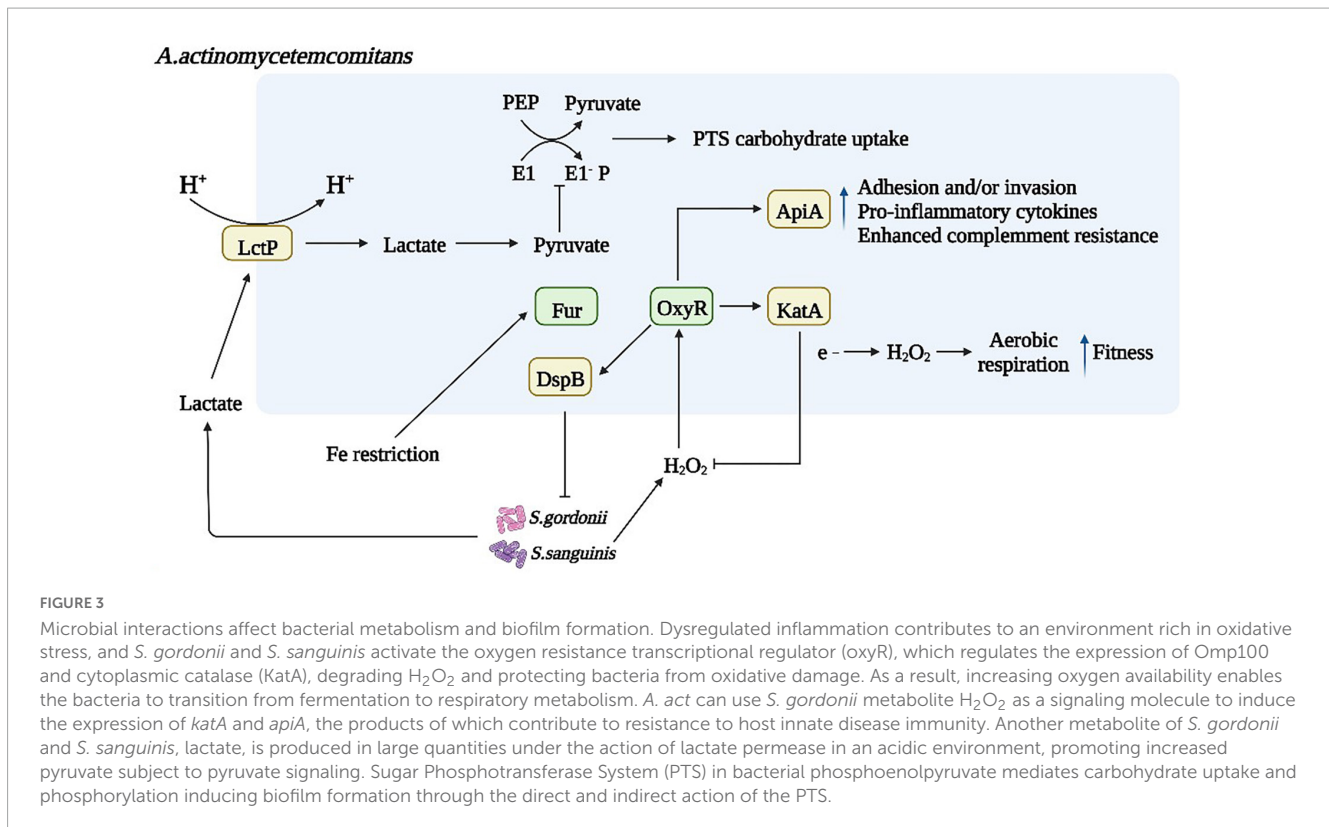 A.actinomycetemcomitans
PEP Pyruvate
PTS carbohydrate uptake
E1 E1- P
H+ H+
ApiA
Adhesion and/or invasion
Pro-inflammatory cytokines
Enhanced complemment resistance
LctP
Lactate
Pyruvate
Fur
OxyR
KatA
e - H2O2 Aerobic
respiration
Fitness
DspB
Lactate
Fe restriction
H2O2
S.gordonii
S.sanguinis
FIGURE 3
Microbial interactions affect bacterial metabolism and biofilm formation. Dysregulated inflammation contributes to an environment rich in oxidative
stress, and S. gordonii and S. sanguinis activate the oxygen resistance transcriptional regulator (oxyR), which regulates the expression of Omp100
and cytoplasmic catalase (KatA), degrading H2O2 and protecting bacteria from oxidative damage. As a result, increasing oxygen availability enables
the bacteria to transition from fermentation to respiratory metabolism. A. act can use S. gordonii metabolite H2O2 as a signaling molecule to induce
the expression of katA and apiA, the products of which contribute to resistance to host innate disease immunity. Another metabolite of S. gordonii
and S. sanguinis, lactate, is produced in large quantities under the action of lactate permease in an acidic environment, promoting increased
pyruvate subject to pyruvate signaling. Sugar Phosphotransferase System (PTS) in bacterial phosphoenolpyruvate mediates carbohydrate uptake and
phosphorylation inducing biofilm formation through the direct and indirect action of the PTS.